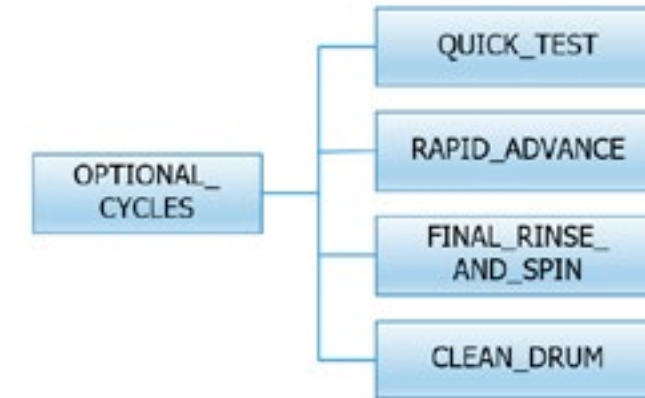 QUICK_TEST
RAPID_ADVANCE
OPTIONAL_
CYCLES
FINAL_RINSE_
AND_SPIN
CLEAN_DRUM